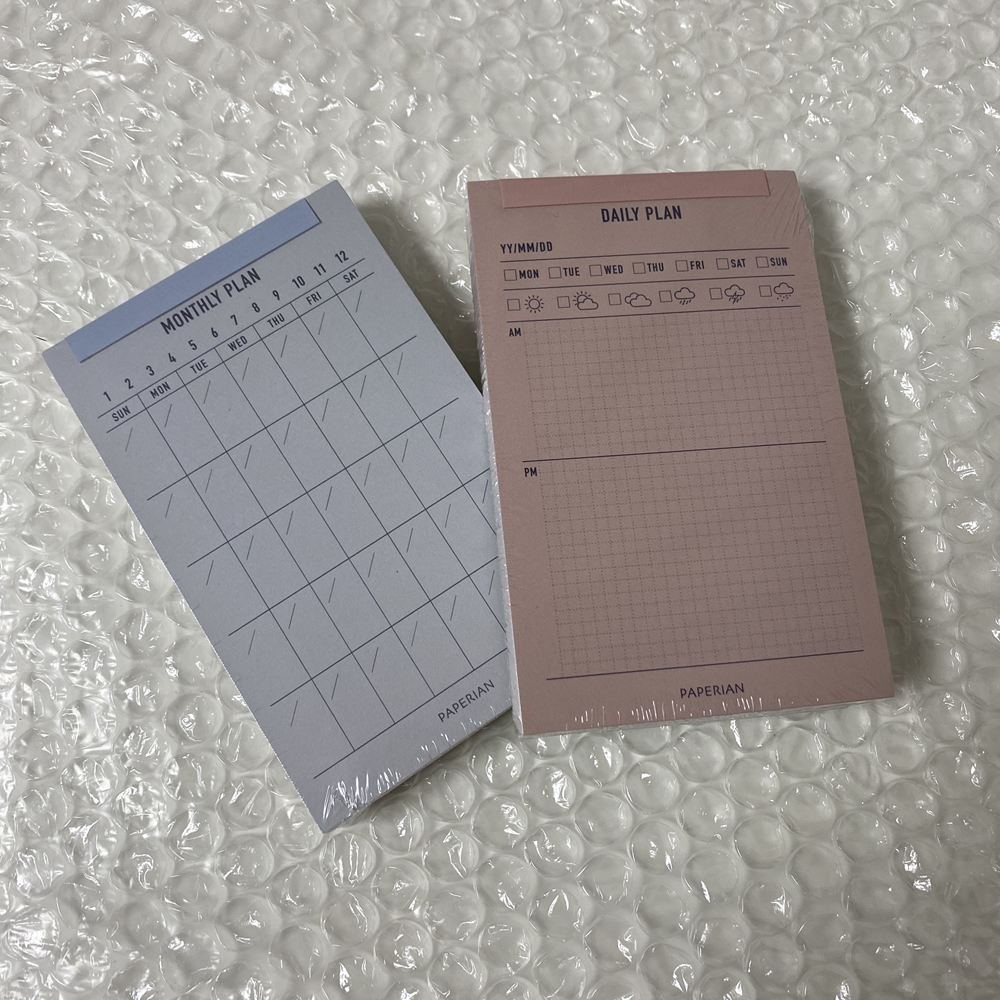 MONTHLY PLAN
1 2 3 4 5 6 7 8 9 10 11 12
SUN MON TUE WED THU FRI SAT
PAPERIAN
DAILY PLAN
YY/MM/DD
MON TUE WED THU FRI SAT SUN
AM
PM
PAPERIAN